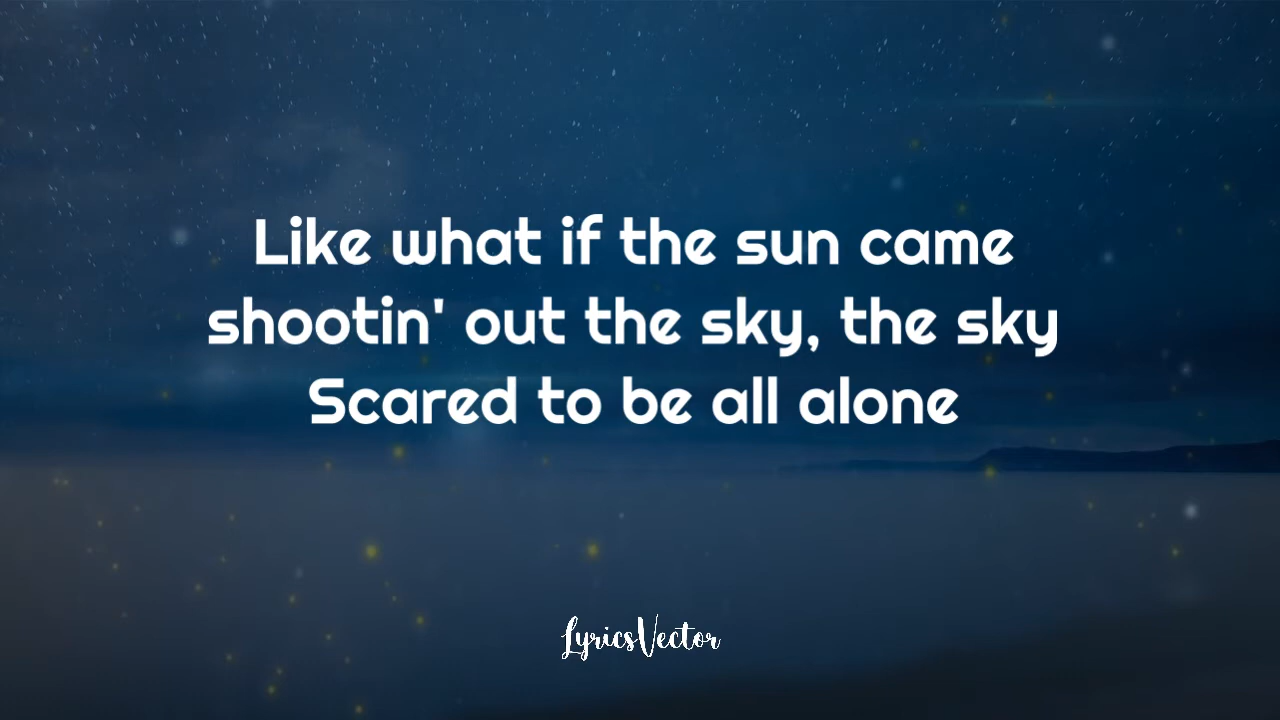 Like what if the sun came
shootin' out the sky, the sky
Scared to be all alone
LyricsVector